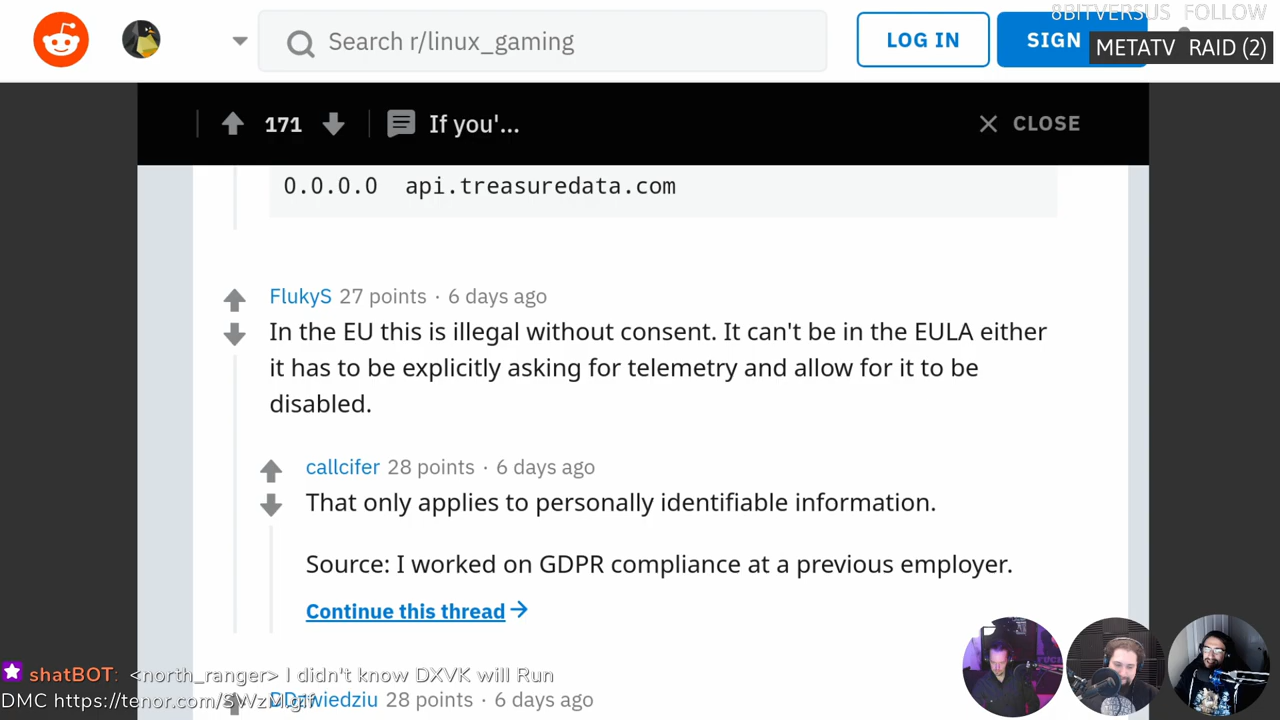 8BITVERSUS FOLLOW
Search r/linux_gaming
LOG IN
SIGN
METATV RAID (2)
171
If you'...
CLOSE
0.0.0.0 api.treasuredata.com
FlukyS 27 points · 6 days ago
In the EU this is illegal without consent. It can't be in the EULA either
it has to be explicitly asking for telemetry and allow for it to be
disabled.
callcifer 28 points · 6 days ago
That only applies to personally identifiable information.
Source: I worked on GDPR compliance at a previous employer.
Continue this thread
shatBOT: <north_ranger> I didn't know DXVK will Run
DMC
28 points · 6 days ago